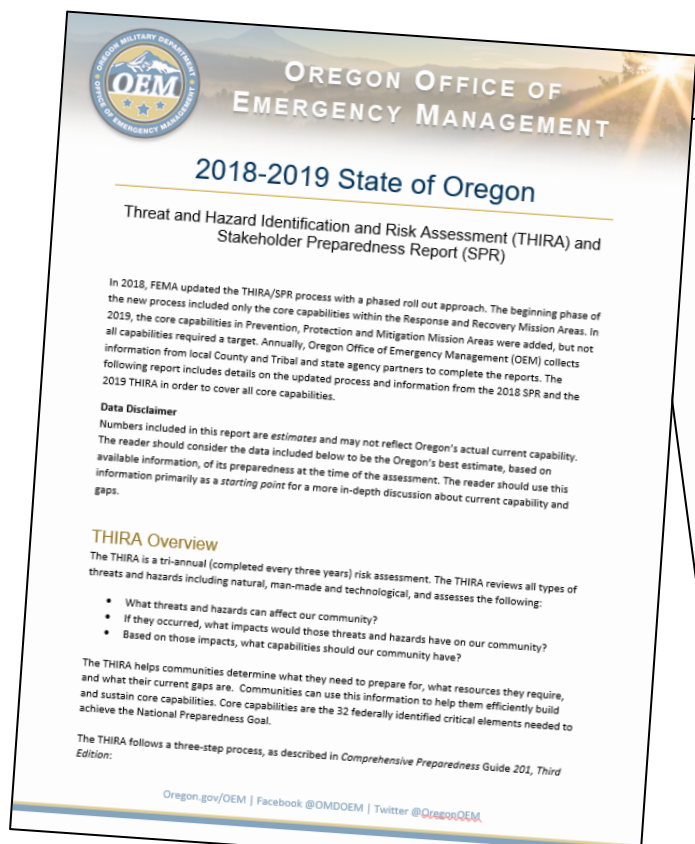 OREGON MILITARY DEPARTMENT
OEM
OFFICE OF EMERGENCY MANAGEMENT
OREGON OFFICE OF
EMERGENCY MANAGEMENT
2018-2019 State of Oregon
Threat and Hazard Identification and Risk Assessment (THIRA) and
Stakeholder Preparedness Report (SPR)
In 2018, FEMA updated the THIRA/SPR process with a phased roll out approach. The beginning phase of
the new process included only the core capabilities within the Response and Recovery Mission Areas. In
2019, the core capabilities in Prevention, Protection and Mitigation Mission Areas were added, but not
all capabilities required a target. Annually, Oregon Office of Emergency Management (OEM) collects
information from local County and Tribal and state agency partners to complete the reports. The
following report includes details on the updated process and information from the 2018 SPR and the
2019 THIRA in order to cover all core capabilities.
Data Disclaimer
Numbers included in this report are estimates and may not reflect Oregon's actual current capability.
The reader should consider the data included below to be the Oregon's best estimate, based on
available information, of its preparedness at the time of the assessment. The reader should use this
information primarily as a starting point for a more in-depth discussion about current capability and
gaps.
THIRA Overview
The THIRA is a tri-annual (completed every three years) risk assessment. The THIRA reviews all types of
threats and hazards including natural, man-made and technological, and assesses the following:
• What threats and hazards can affect our community?
• If they occurred, what impacts would those threats and hazards have on our community?
• Based on those impacts, what capabilities should our community have?
The THIRA helps communities determine what they need to prepare for, what resources they require,
and what their current gaps are. Communities can use this information to help them efficiently build
and sustain core capabilities. Core capabilities are the 32 federally identified critical elements needed to
achieve the National Preparedness Goal.
The THIRA follows a three-step process, as described in Comprehensive Preparedness Guide 201, Third
Edition:
Oregon.gov/OEM | Facebook @OMDOEM | Twitter @OregonOEM